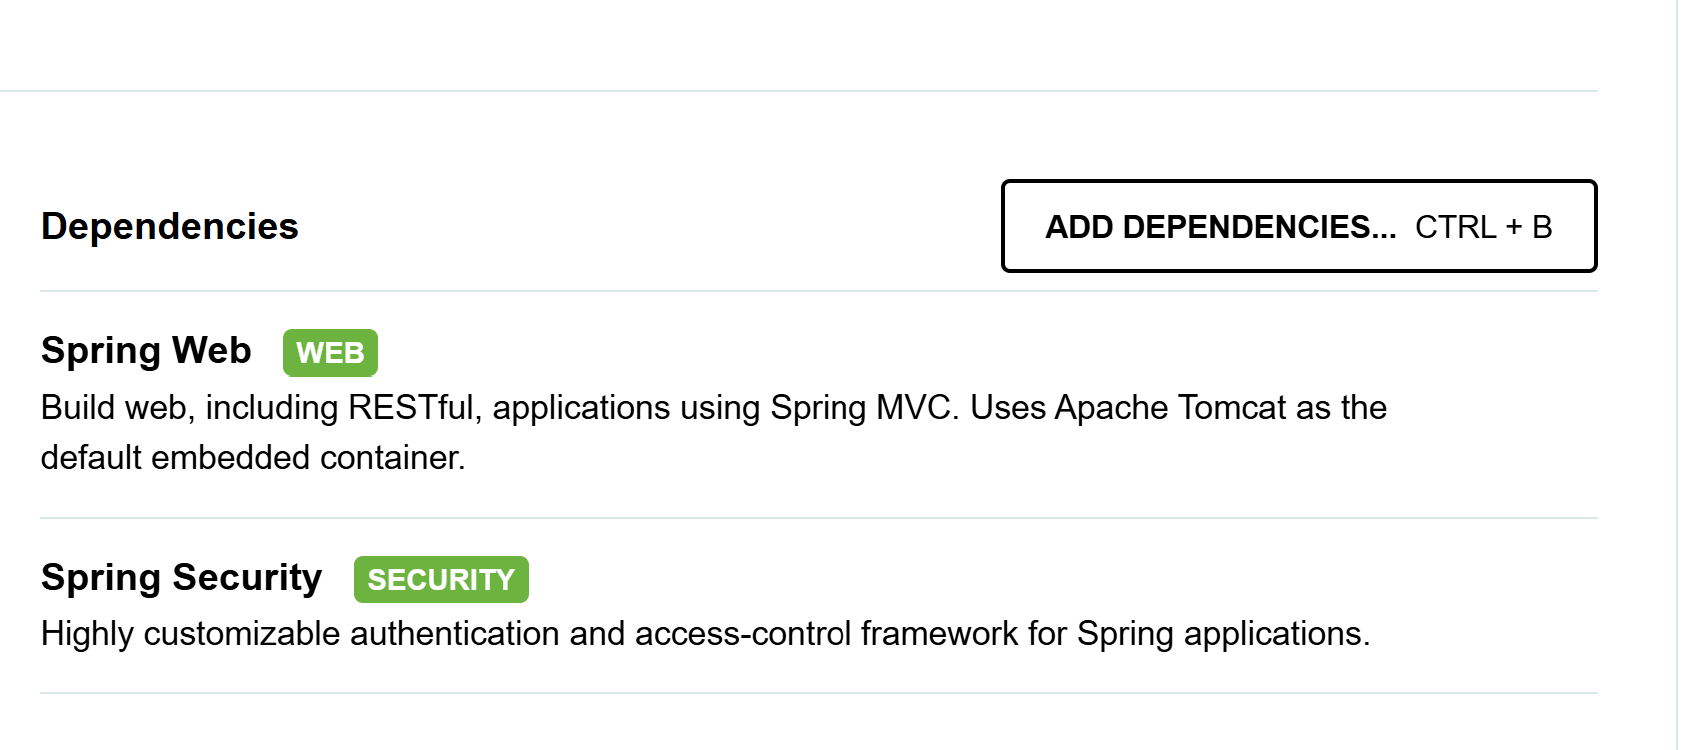 Dependencies
ADD DEPENDENCIES... CTRL + B
Spring Web WEB
Build web, including RESTful, applications using Spring MVC. Uses Apache Tomcat as the
default embedded container.
Spring Security SECURITY
Highly customizable authentication and access-control framework for Spring applications.